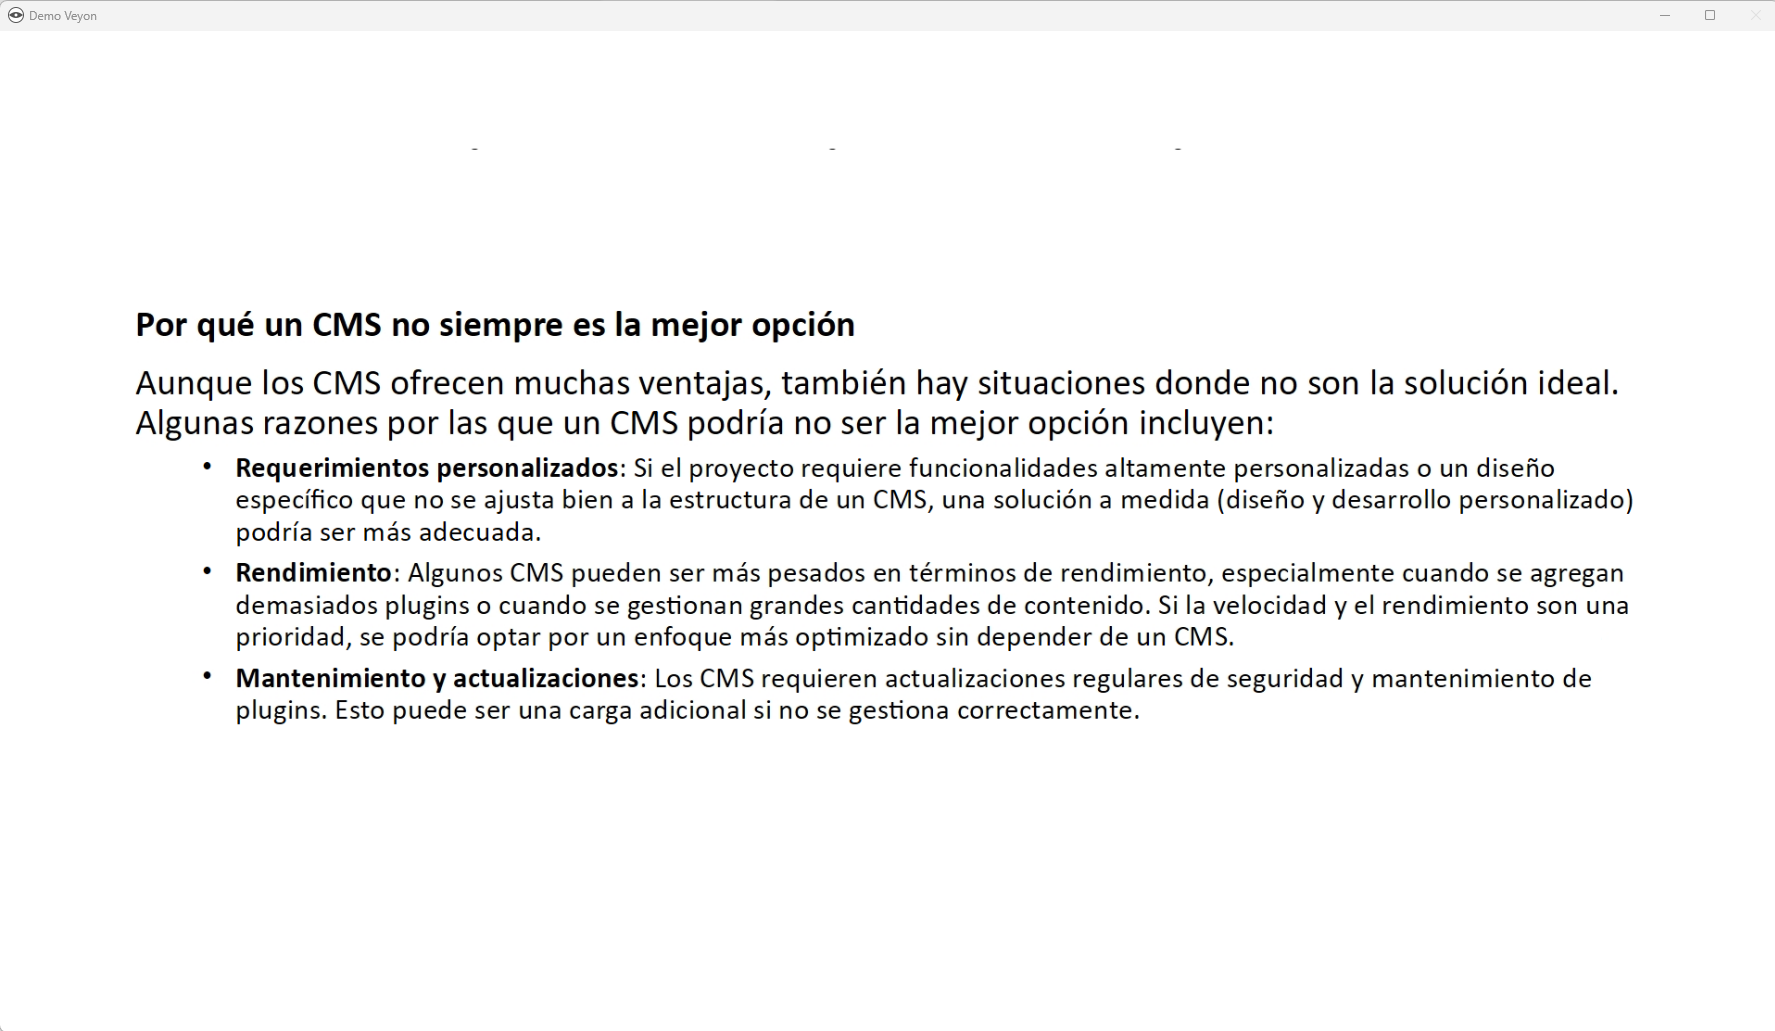 Demo Veyon
Por qué un CMS no siempre es la mejor opción
Aunque los CMS ofrecen muchas ventajas, también hay situaciones donde no son la solución ideal.
Algunas razones por las que un CMS podría no ser la mejor opción incluyen:
• Requerimientos personalizados: Si el proyecto requiere funcionalidades altamente personalizadas o un diseño
específico que no se ajusta bien a la estructura de un CMS, una solución a medida (diseño y desarrollo personalizado)
podría ser más adecuada.
• Rendimiento: Algunos CMS pueden ser más pesados en términos de rendimiento, especialmente cuando se agregan
demasiados plugins o cuando se gestionan grandes cantidades de contenido. Si la velocidad y el rendimiento son una
prioridad, se podría optar por un enfoque más optimizado sin depender de un CMS.
• Mantenimiento y actualizaciones: Los CMS requieren actualizaciones regulares de seguridad y mantenimiento de
plugins. Esto puede ser una carga adicional si no se gestiona correctamente.